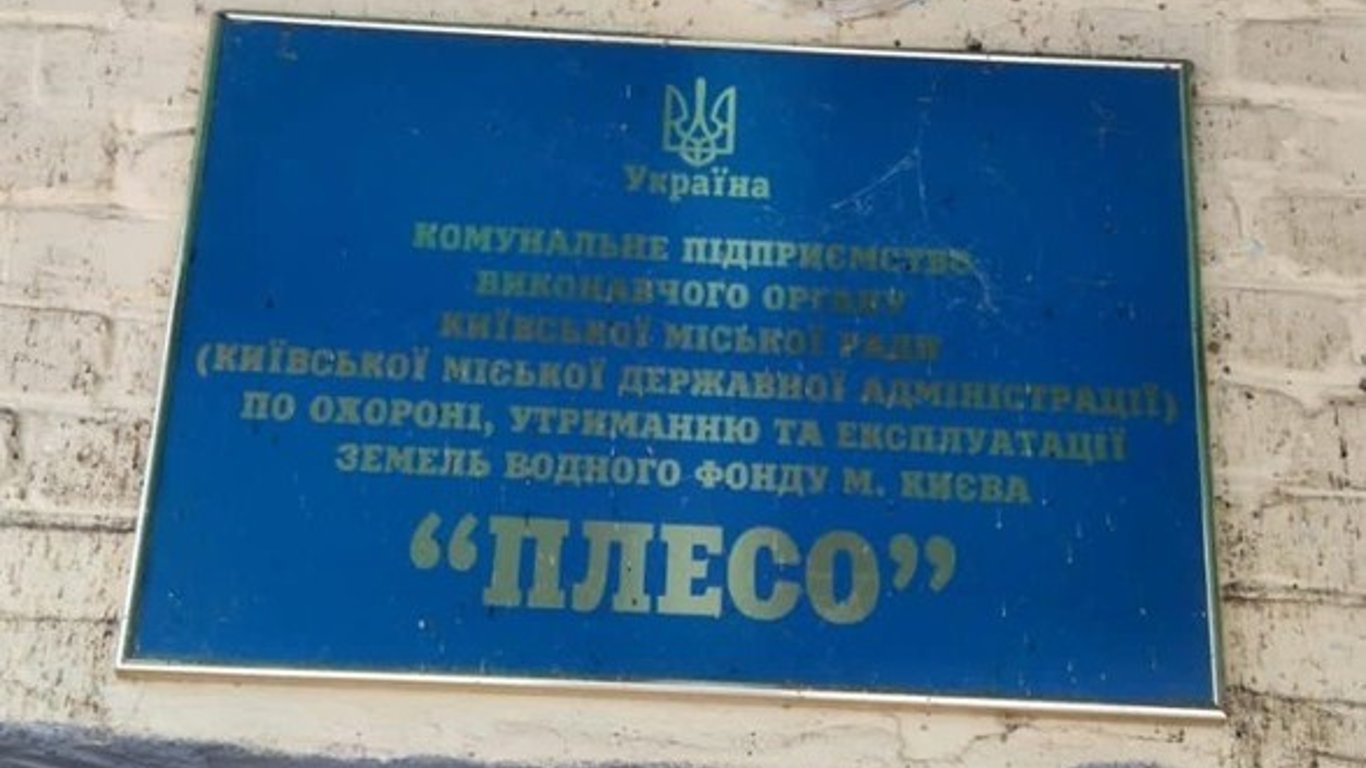 Україна
КОМУНАЛЬНЕ ПІДПРИЄМСТВО
ВИКОНАВЧОГО ОРГАНУ
КИЇВСЬКОЇ МІСЬКОЇ РАДИ
(КИЇВСЬКОЇ МІСЬКОЇ ДЕРЖАВНОЇ АДМІНІСТРАЦІЇ)
ПО ОХОРОНІ, УТРИМАННЮ ТА ЕКСПЛУАТАЦІЇ
ЗЕМЕЛЬ ВОДНОГО ФОНДУ М. КИЄВА
“ПЛЕСО”